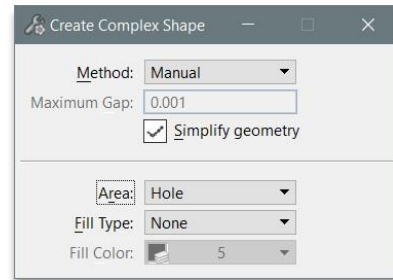 Create Complex Shape
Method: Manual
Maximum Gap: 0.001
Simplify geometry
Area: Hole
Fill Type: None
Fill Color: 5